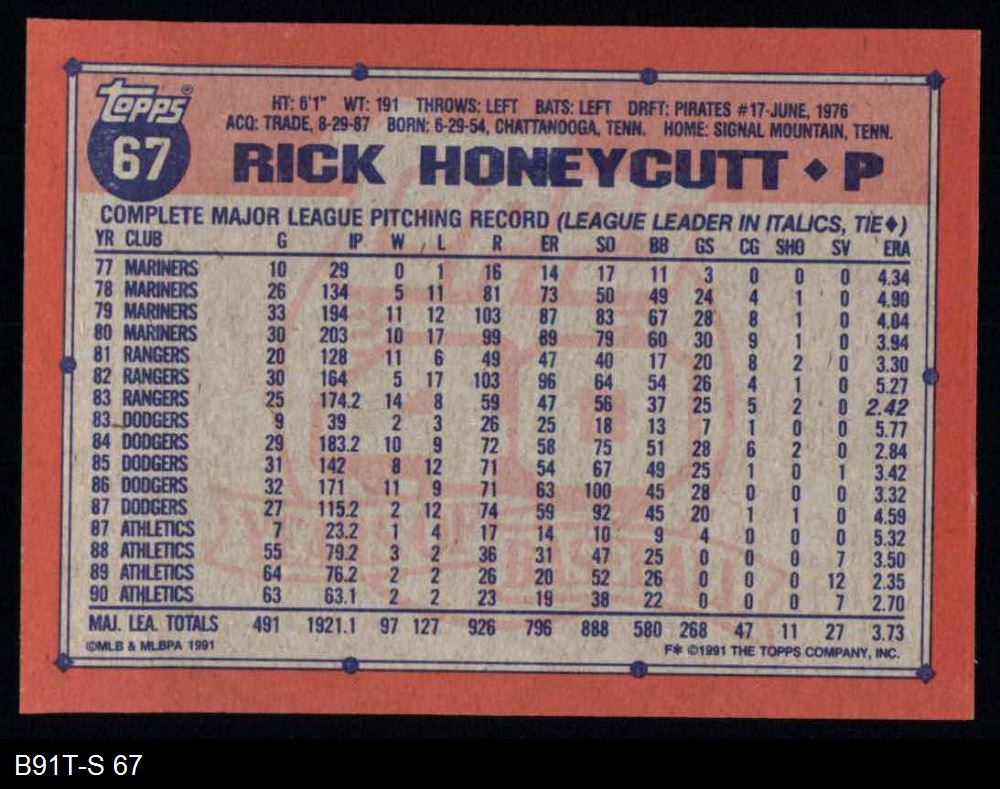 Topps®
67
HT: 6'1" WT: 191 THROWS: LEFT BATS: LEFT DRFT: PIRATES #17-JUNE, 1976
ACQ: TRADE, 8-29-87 BORN: 6-29-54, CHATTANOOGA, TENN. HOME: SIGNAL MOUNTAIN, TENN.
RICK HONEYCUTT ♦ P
COMPLETE MAJOR LEAGUE PITCHING RECORD (LEAGUE LEADER IN ITALICS, TIE♦)
YR CLUB G IP W L R ER SO BB GS CG SHO SV ERA
77 MARINERS 10 29 0 1 16 14 17 11 3 0 0 0 4.34
78 MARINERS 26 134 5 11 81 73 50 49 24 4 1 0 4.90
79 MARINERS 33 194 11 12 103 87 83 67 28 8 1 0 4.04
80 MARINERS 30 203 10 17 99 89 79 60 30 9 1 0 3.94
81 RANGERS 20 128 11 6 49 47 40 17 20 8 2 0 3.30
82 RANGERS 30 164 5 17 103 96 64 54 26 4 1 0 5.27
83 RANGERS 25 174.2 14 8 59 47 56 37 25 5 2 0 2.42
83 DODGERS 9 39 2 3 26 25 18 13 7 1 0 0 5.77
84 DODGERS 29 183.2 10 9 72 58 75 51 28 6 2 0 2.84
85 DODGERS 31 142 8 12 71 54 67 49 25 1 0 1 3.42
86 DODGERS 32 171 11 9 71 63 100 45 28 0 0 0 3.32
87 DODGERS 27 115.2 2 12 74 59 92 45 20 1 1 0 4.59
87 ATHLETICS 7 23.2 1 4 17 14 10 9 4 0 0 0 5.32
88 ATHLETICS 55 79.2 3 2 36 31 47 25 0 0 0 7 3.50
89 ATHLETICS 64 76.2 2 2 26 20 52 26 0 0 0 12 2.35
90 ATHLETICS 63 63.1 2 2 23 19 38 22 0 0 0 7 2.70
MAJ. LEA. TOTALS 491 1921.1 97 127 926 796 888 580 268 47 11 27 3.73
©MLB & MLBPA 1991 F* ©1991 THE TOPPS COMPANY, INC.
40
YEARS OF BASEBALL
B91T-S 67